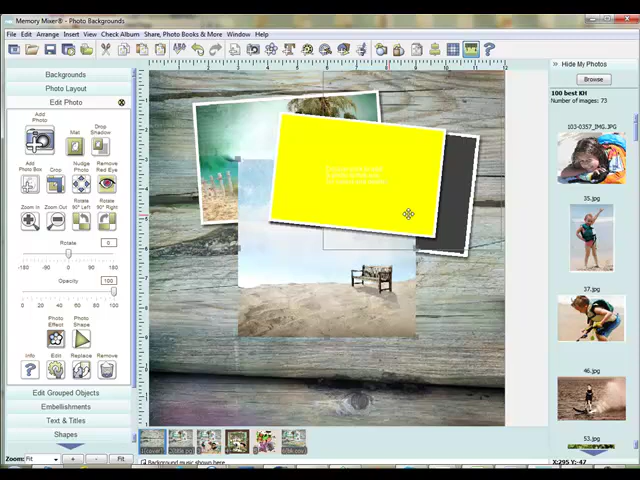 Memory Mixer® - Photo Backgrounds
File Edit Arrange Insert View Check Album Share, Photo Books & More Window Help
Backgrounds
Photo Layout
Edit Photo
Add Photo
Mat
Drop Shadow
Add Photo Box
Crop
Nudge Photo
Remove Red Eye
Zoom In
Zoom Out
Rotate 90° Left
Rotate 90° Right
Rotate 0
-180 -90 0 90 180
Opacity 100
0 20 40 60 80 100
Photo Effect
Photo Shape
Info
Edit
Replace
Remove
Edit Grouped Objects
Embellishments
Text & Titles
Shapes
Zoom: Fit + - Fit
Background music shown here
X:295 Y:-47
Hide My Photos
Browse
100 best KH
Number of images: 73
103-0037_IMG.JPG
35.jpg
37.jpg
46.jpg
53.jpg